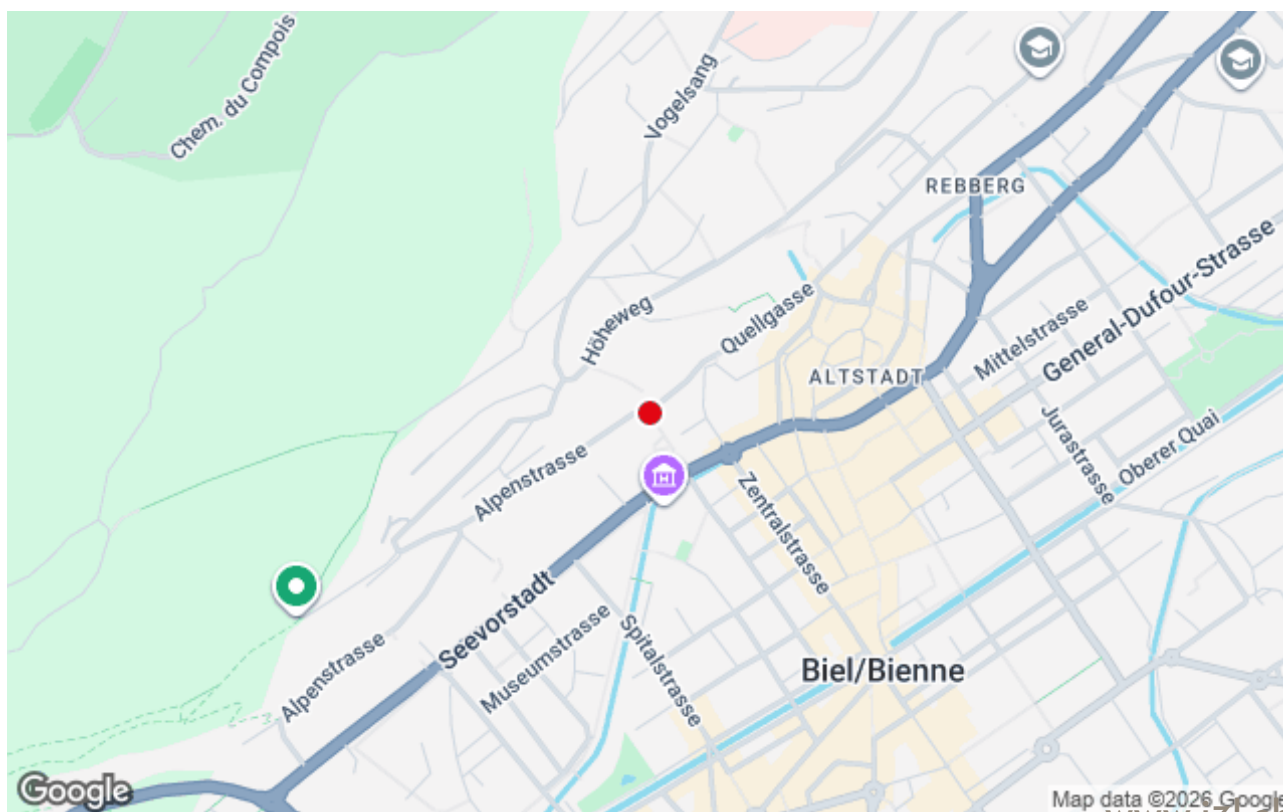 Chem. du Compois
Vogelsang
REBBERG
General-Dufour-Strasse
Höheweg
Quellgasse
Mittelstrasse
ALTSTADT
Jurastrasse
Oberer Quai
Alpenstrasse
Zentralstrasse
Seevorstadt
Museumstrasse
Spitalstrasse
Biel/Bienne
Alpenstrasse
Google
Map data ©2026 Google